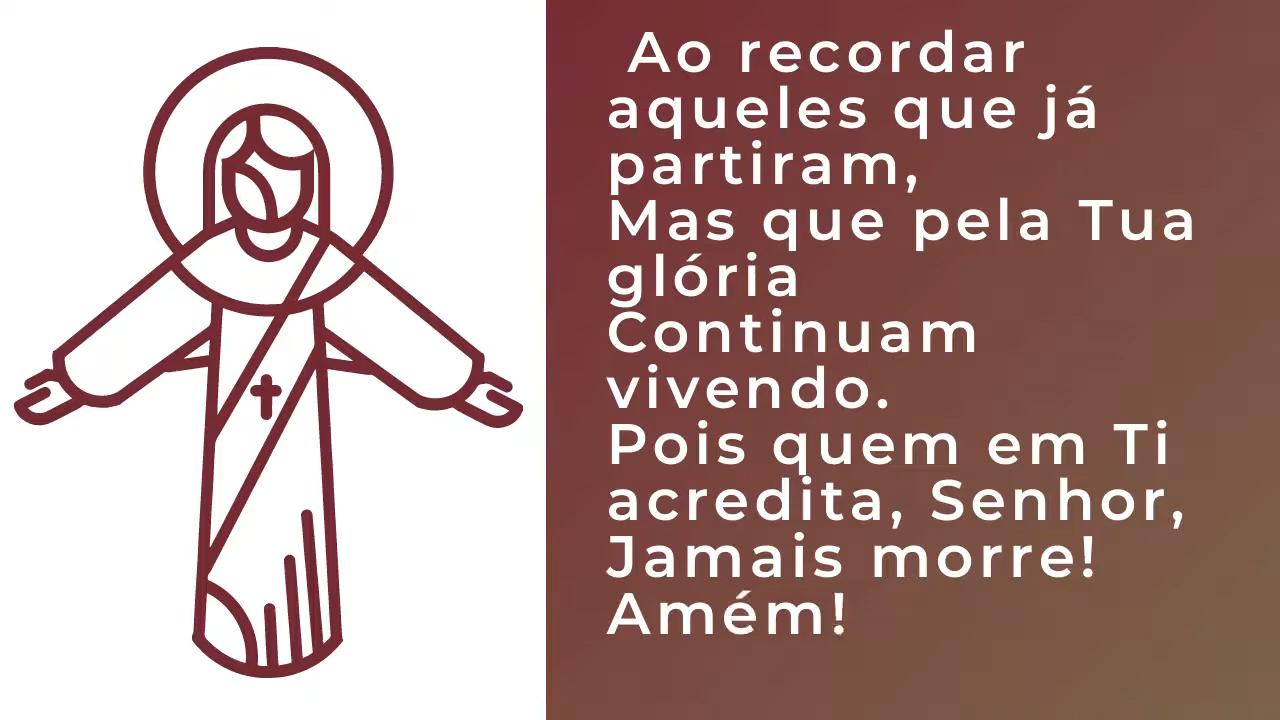 Ao recordar
aqueles que já
partiram,
Mas que pela Tua
glória
Continuam
vivendo.
Pois quem em Ti
acredita, Senhor,
Jamais morre!
Amém!